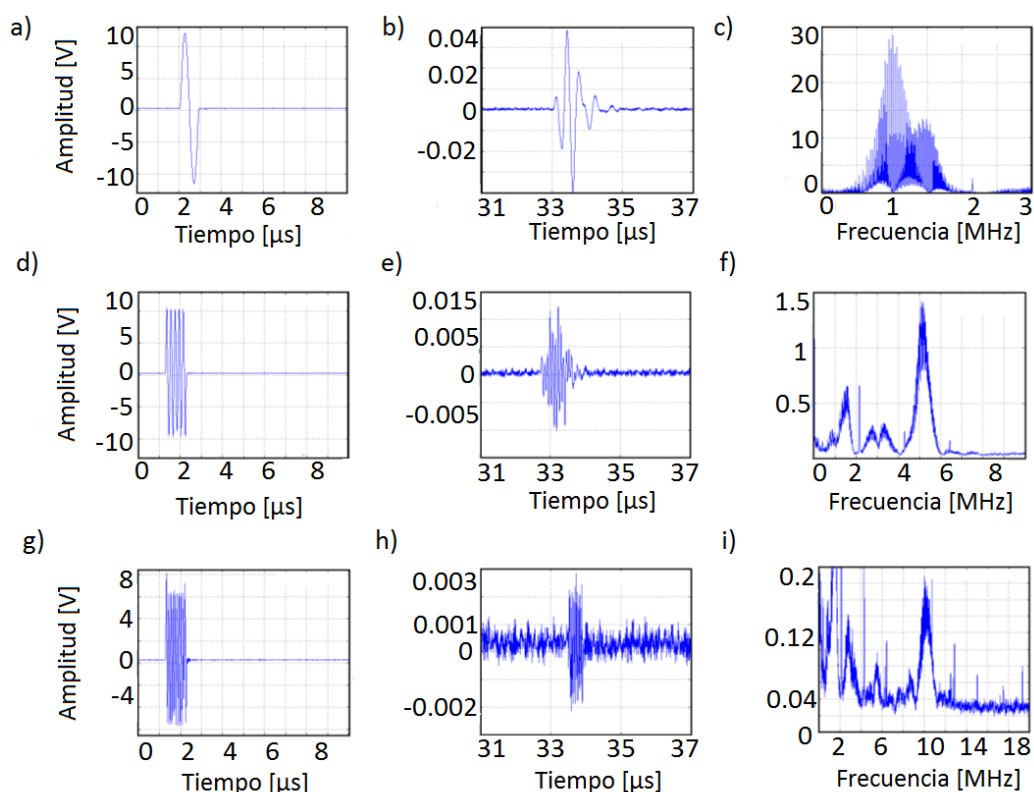 a)
Amplitud [V]
10
5
0
-5
-10
0 2 4 6 8
Tiempo [µs]
b)
0.04
0.02
0
-0.02
31 33 35 37
Tiempo [µs]
c)
30
20
10
0
0 1 2 3
Frecuencia [MHz]
d)
Amplitud [V]
10
5
0
-5
-10
0 2 4 6 8
Tiempo [µs]
e)
0.015
0.005
0
-0.005
31 33 35 37
Tiempo [µs]
f)
1.5
1
0.5
0 2 4 6 8
Frecuencia [MHz]
g)
Amplitud [V]
8
4
0
-4
0 2 4 6 8
Tiempo [µs]
h)
0.003
0.001
0
-0.002
31 33 35 37
Tiempo [µs]
i)
0.2
0.12
0.04
0
2 6 10 14 18
Frecuencia [MHz]